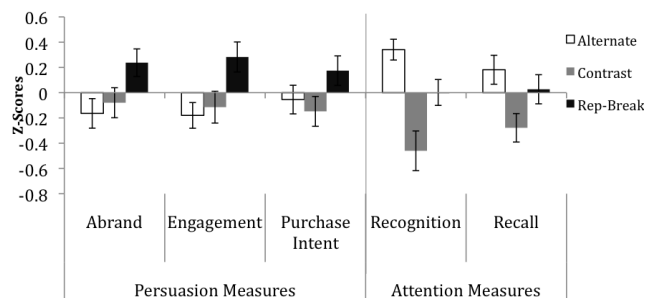 0.6
0.4
0.2
0
-0.2
-0.4
-0.6
-0.8
Z-Scores
Alternate
Contrast
Rep-Break
Abrand
Engagement
Purchase
Intent
Recognition
Recall
Persuasion Measures
Attention Measures